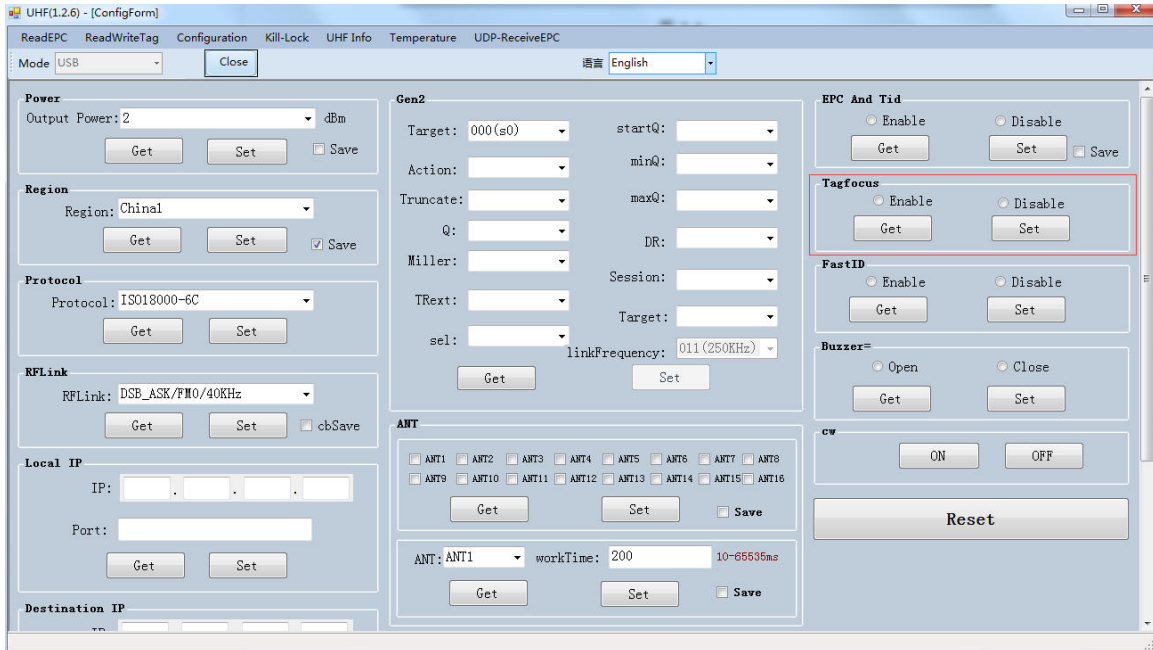 UHF(1.2.6) - [ConfigForm]
ReadEPC ReadWriteTag Configuration Kill-Lock UHF Info Temperature UDP-ReceiveEPC
Mode USB Close 语言 English
Power
Output Power: 2 dBm
Get Set Save
Region
Region: China1
Get Set Save
Protocol
Protocol: ISO18000-6C
Get Set
RFLink
RFLink: DSB_ASK/FM0/40KHz
Get Set cbSave
Local IP
IP: . . .
Port:
Get Set
Destination IP
Gen2
Target: 000(s0) startQ:
Action: minQ:
Truncate: maxQ:
Q: DR:
Miller: Session:
TRext: Target:
sel: linkFrequency: 011(250KHz)
Get Set
ANT
ANT1 ANT2 ANT3 ANT4 ANT5 ANT6 ANT7 ANT8
ANT9 ANT10 ANT11 ANT12 ANT13 ANT14 ANT15 ANT16
Get Set Save
ANT: ANT1 workTime: 200 10-65535ms
Get Set Save
EPC And Tid
Enable Disable
Get Set Save
Tagfocus
Enable Disable
Get Set
FastID
Enable Disable
Get Set
Buzzer=
Open Close
Get Set
cw
ON OFF
Reset